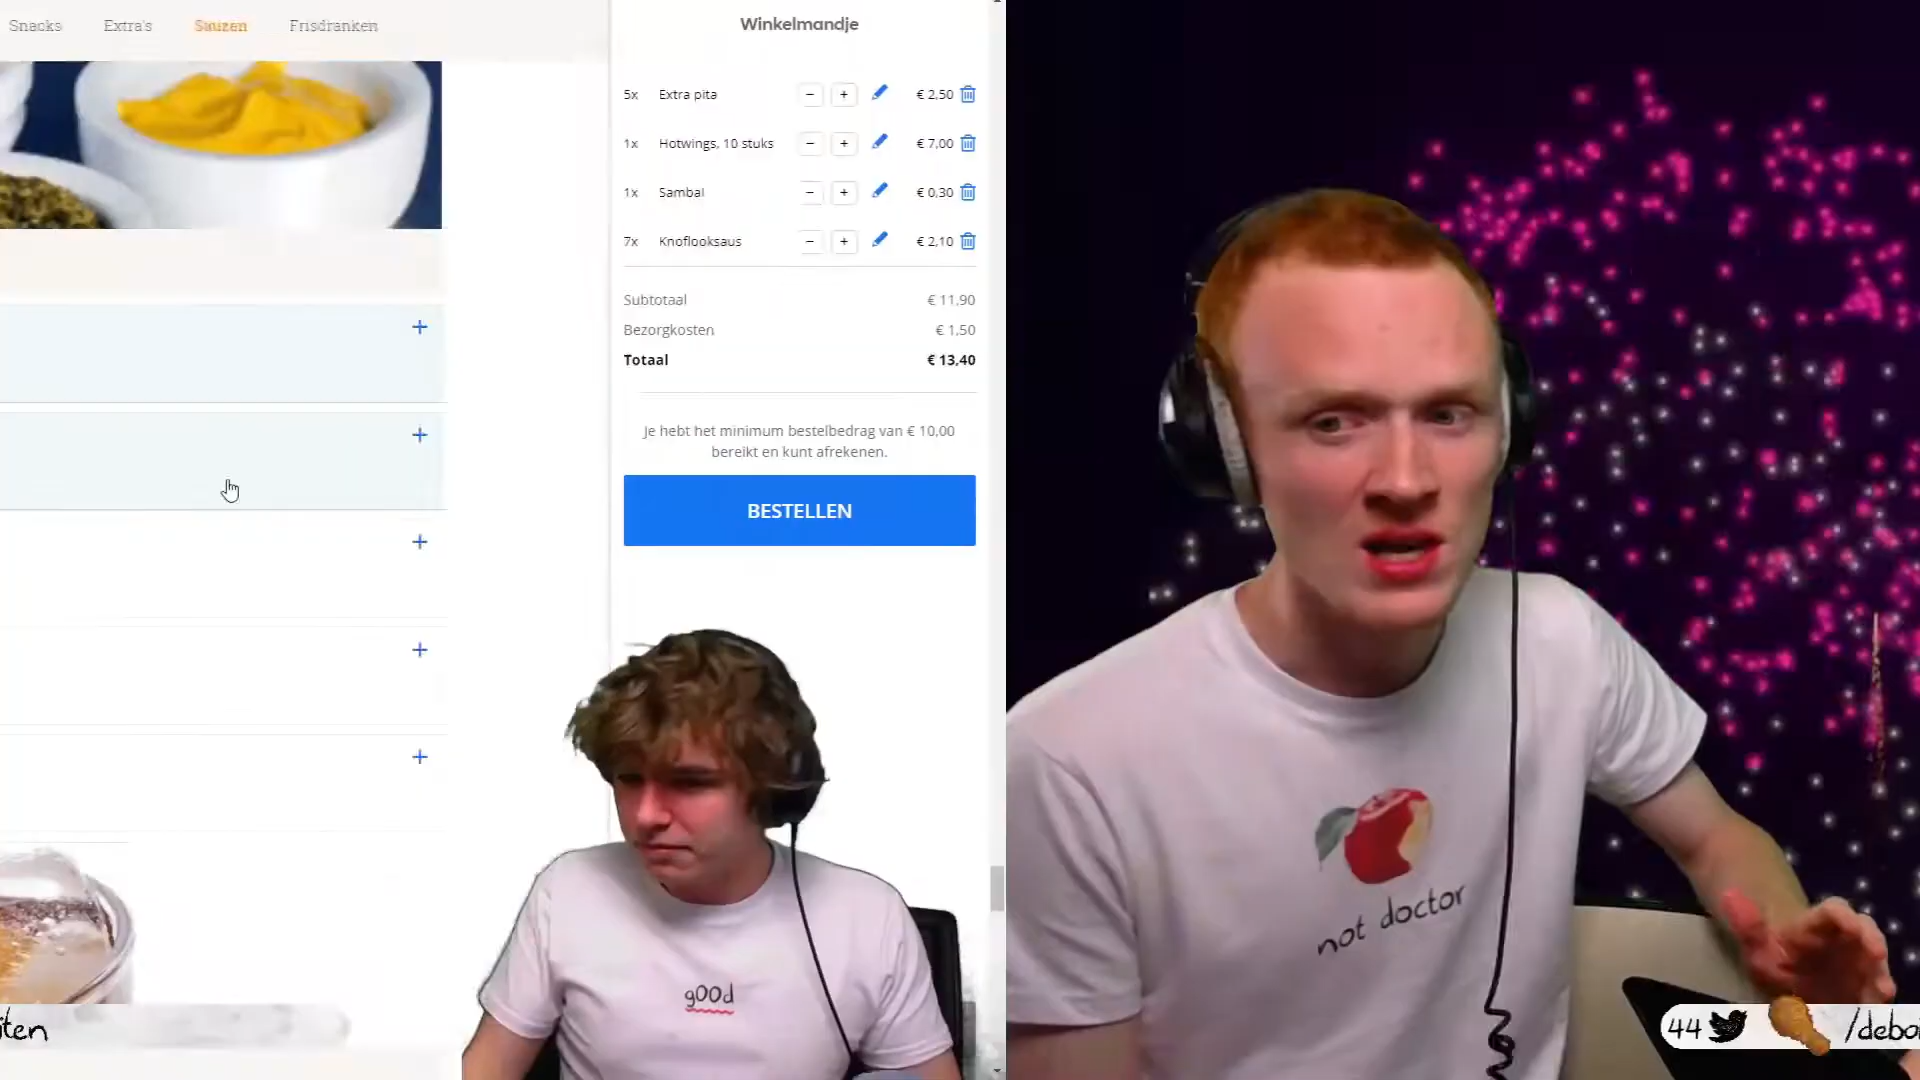 Snacks Extra's Sauzen Frisdranken
Winkelmandje
5x Extra pita − + € 2,50
1x Hotwings, 10 stuks − + € 7,00
1x Sambal − + € 0,30
7x Knoflooksaus − + € 2,10
Subtotaal € 11,90
Bezorgkosten € 1,50
Totaal € 13,40
Je hebt het minimum bestelbedrag van € 10,00
bereikt en kunt afrekenen.
BESTELLEN
+
+
+
+
+
good
not doctor
iten
44 /debo